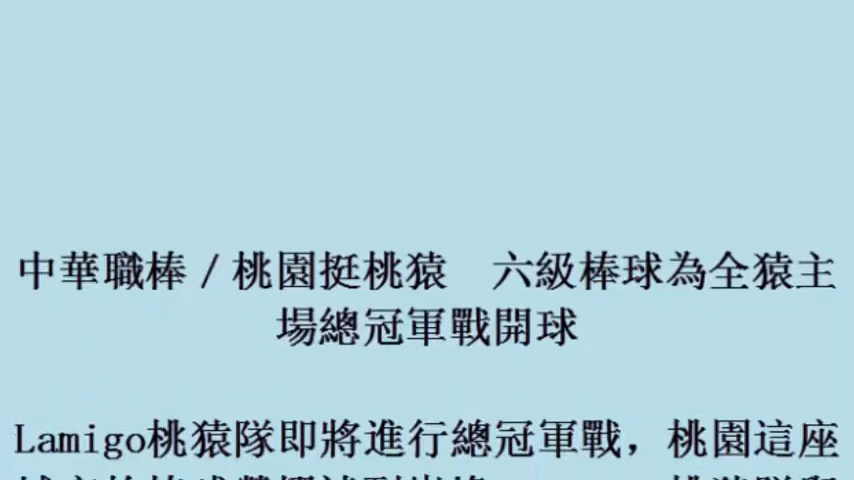 中華職棒／桃園挺桃猿　六級棒球為全猿主
場總冠軍戰開球
Lamigo桃猿隊即將進行總冠軍戰，桃園這座